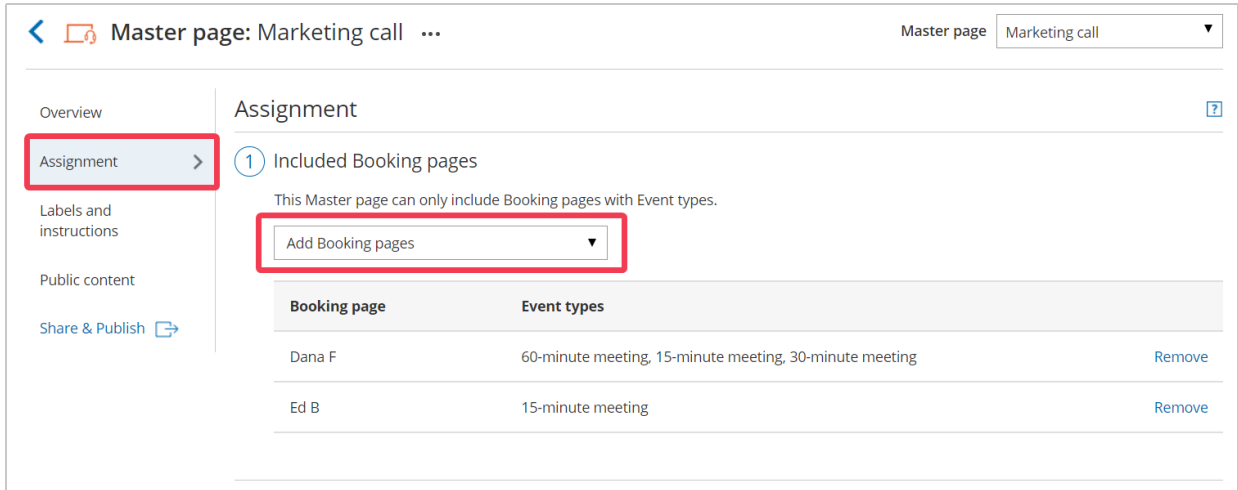 Master page: Marketing call ...
Master page Marketing call
Overview
Assignment
Labels and
instructions
Public content
Share & Publish
Assignment
?
1 Included Booking pages
This Master page can only include Booking pages with Event types.
Add Booking pages
Booking page Event types
Dana F 60-minute meeting, 15-minute meeting, 30-minute meeting Remove
Ed B 15-minute meeting Remove